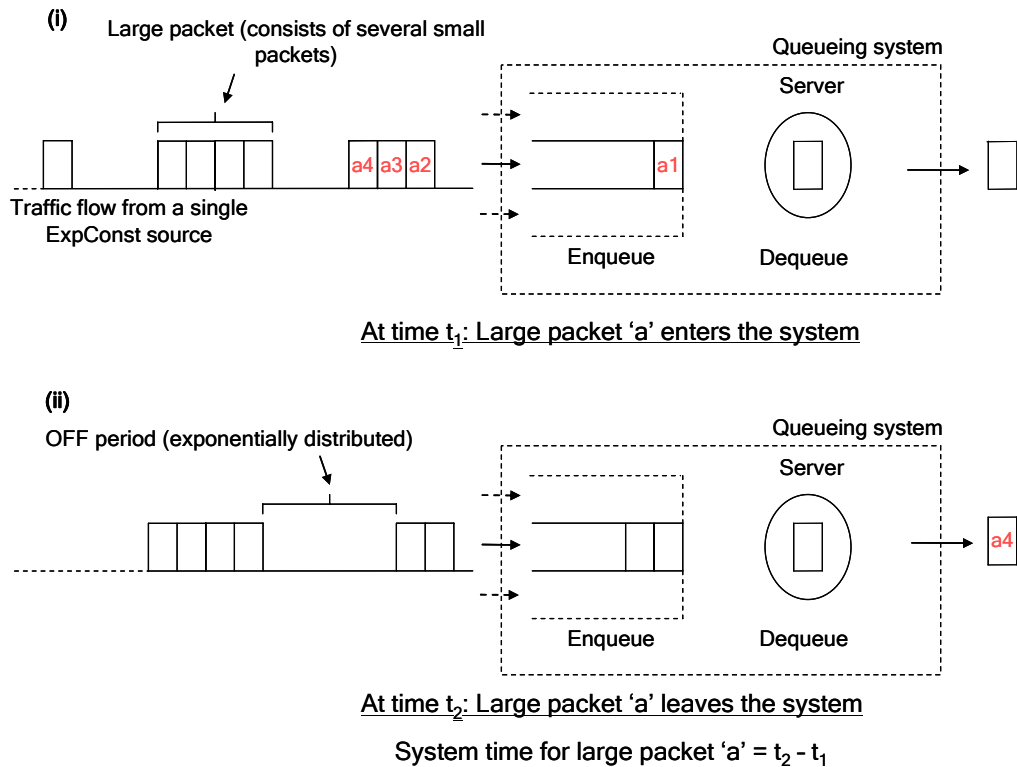 (i)
Large packet (consists of several small
packets)
Queueing system
Server
a4 a3 a2
a1
Traffic flow from a single
ExpConst source
Enqueue
Dequeue
At time t1: Large packet ‘a’ enters the system
(ii)
OFF period (exponentially distributed)
Queueing system
Server
a4
Enqueue
Dequeue
At time t2: Large packet ‘a’ leaves the system
System time for large packet ‘a’ = t2 - t1